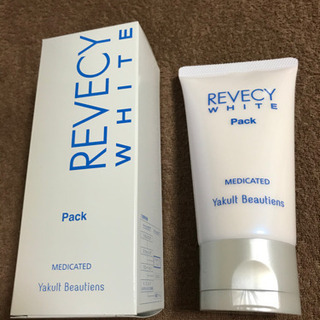 REVECY
WHITE
Pack
MEDICATED
Yakult Beautiens
REVECY
WHITE
Pack
MEDICATED
Yakult Beautiens